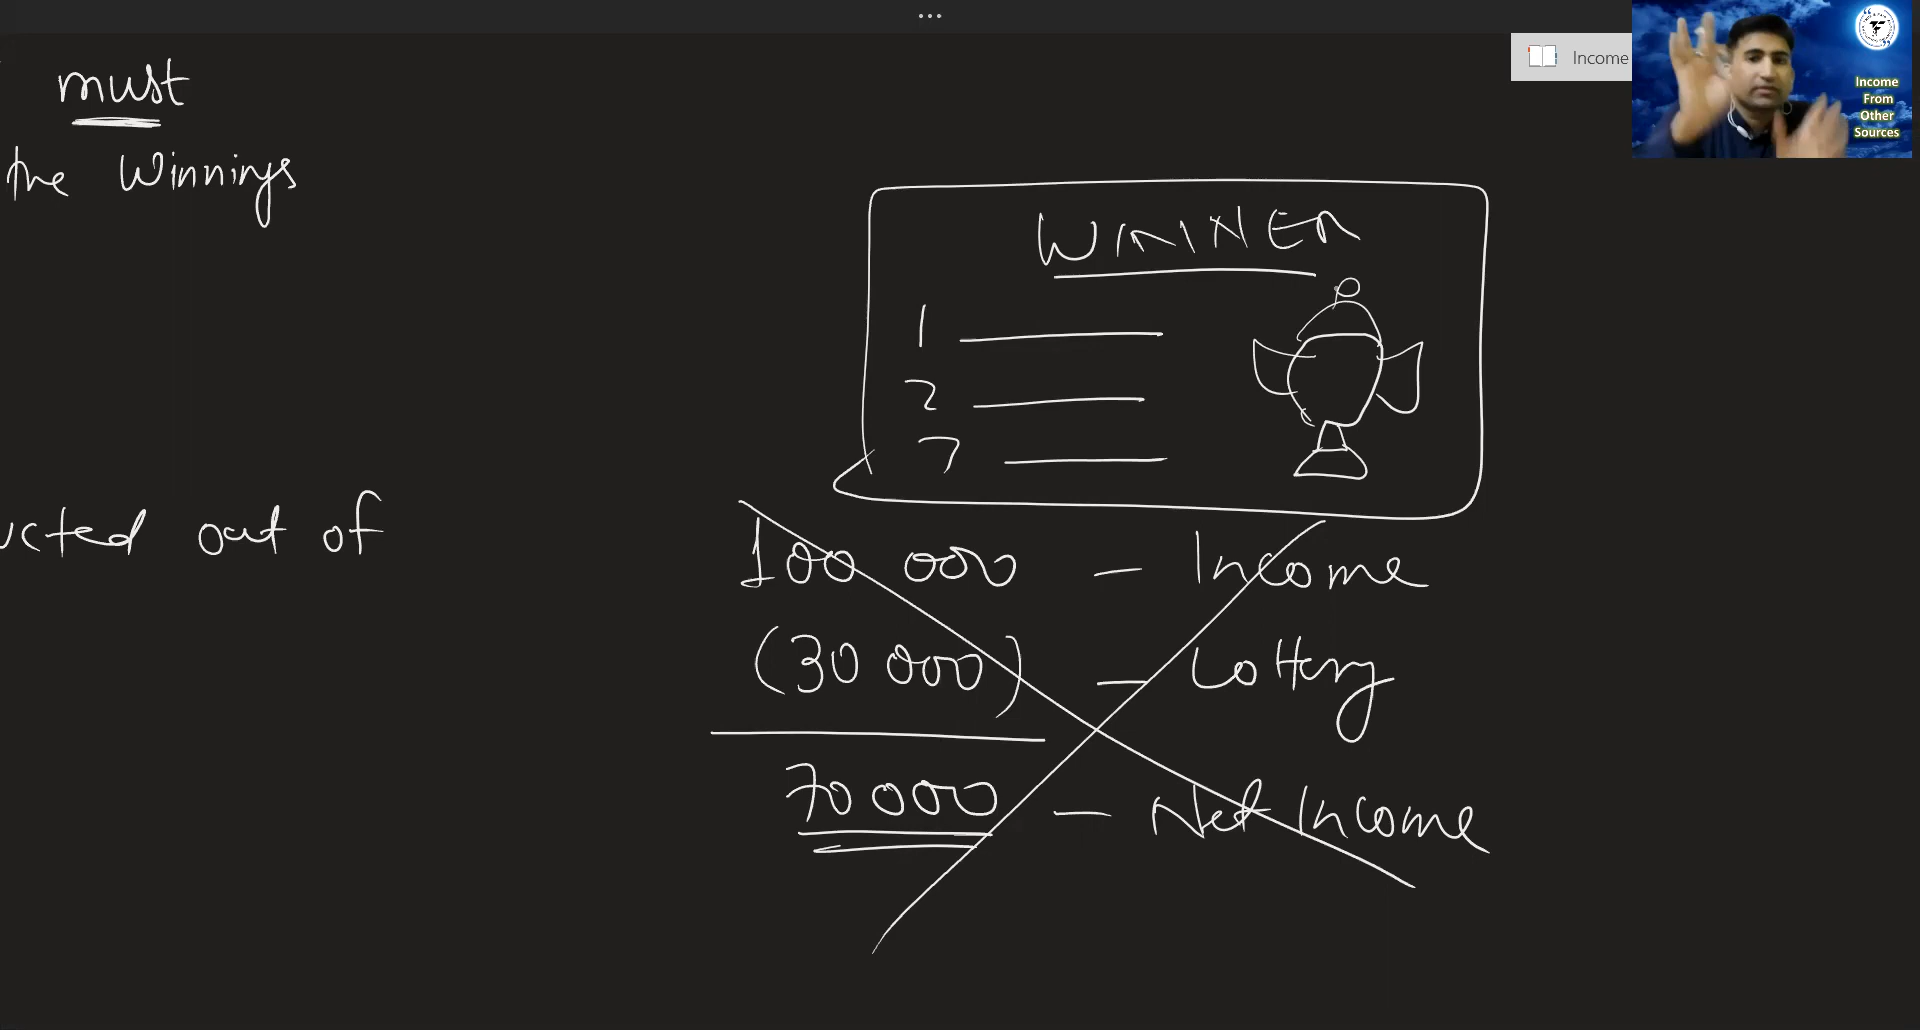 must
the Winnings
Income
Income
From
Other
Sources
WINNER
1
2
7
ucted out of
100 000 - Income
(30 000) - Lottery
70 000 - Net Income